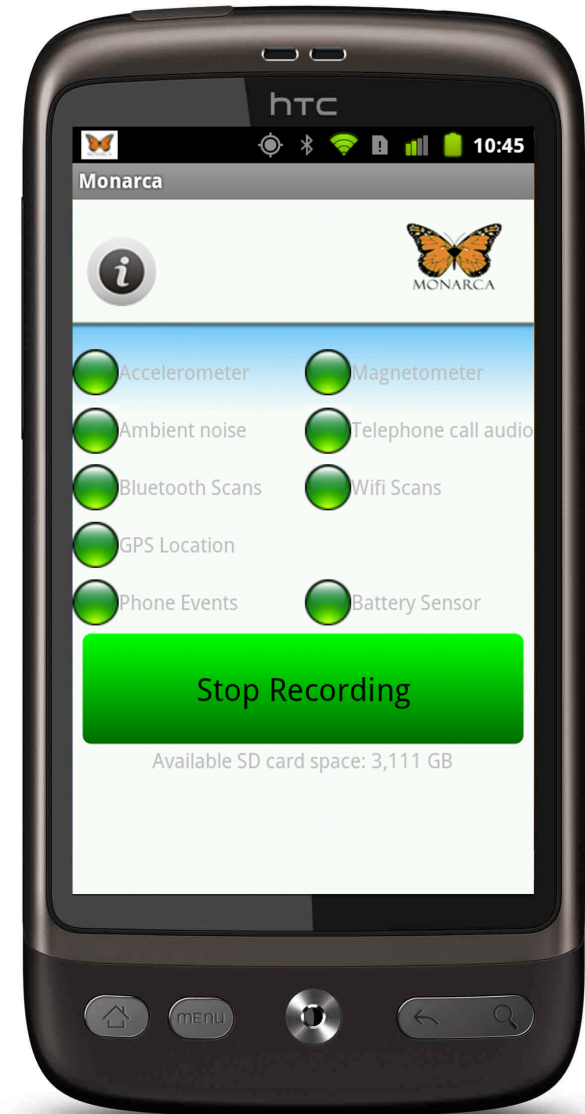 hTC
10:45
Monarca
MONARCA
Accelerometer Magnetometer
Ambient noise Telephone call audio
Bluetooth Scans Wifi Scans
GPS Location
Phone Events Battery Sensor
Stop Recording
Available SD card space: 3,111 GB
mEnU